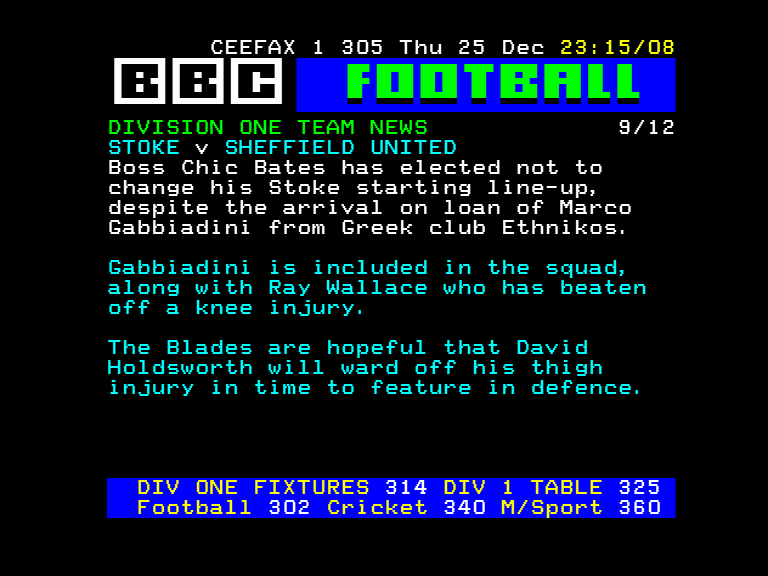 CEEFAX 1 305 Thu 25 Dec 23:15/08
BBC FOOTBALL
DIVISION ONE TEAM NEWS 9/12
STOKE v SHEFFIELD UNITED
Boss Chic Bates has elected not to
change his Stoke starting line-up,
despite the arrival on loan of Marco
Gabbiadini from Greek club Ethnikos.
Gabbiadini is included in the squad,
along with Ray Wallace who has beaten
off a knee injury.
The Blades are hopeful that David
Holdsworth will ward off his thigh
injury in time to feature in defence.
DIV ONE FIXTURES 314 DIV 1 TABLE 325
Football 302 Cricket 340 M/Sport 360